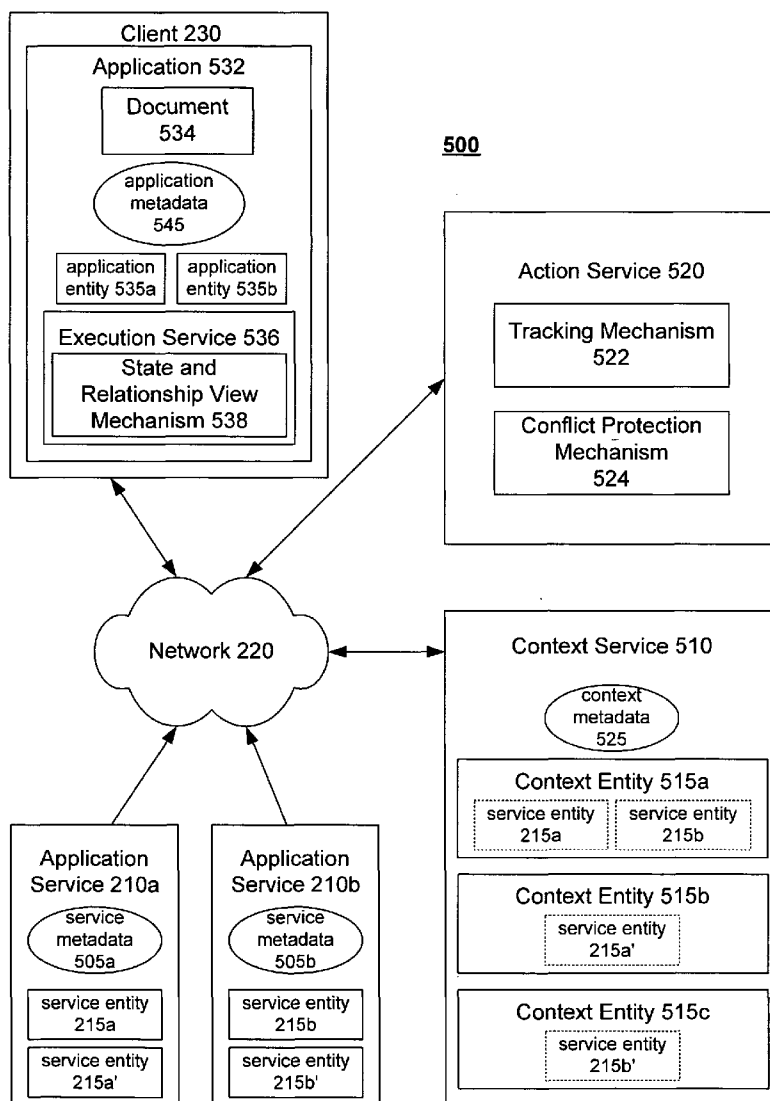 Client 230
Application 532
Document
534
application
metadata
545
application
entity 535a
application
entity 535b
Execution Service 536
State and
Relationship View
Mechanism 538
500
Action Service 520
Tracking Mechanism
522
Conflict Protection
Mechanism
524
Network 220
Context Service 510
context
metadata
525
Context Entity 515a
service entity
215a
service entity
215b
Context Entity 515b
service entity
215a'
Context Entity 515c
service entity
215b'
Application
Service 210a
service
metadata
505a
service entity
215a
service entity
215a'
Application
Service 210b
service
metadata
505b
service entity
215b
service entity
215b'